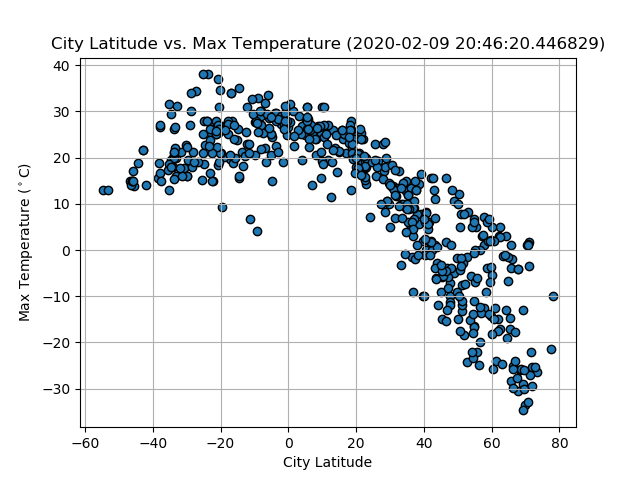 City Latitude vs. Max Temperature (2020-02-09 20:46:20.446829)
40
30
20
10
0
−10
−20
−30
Max Temperature (°C)
−60 −40 −20 0 20 40 60 80
City Latitude